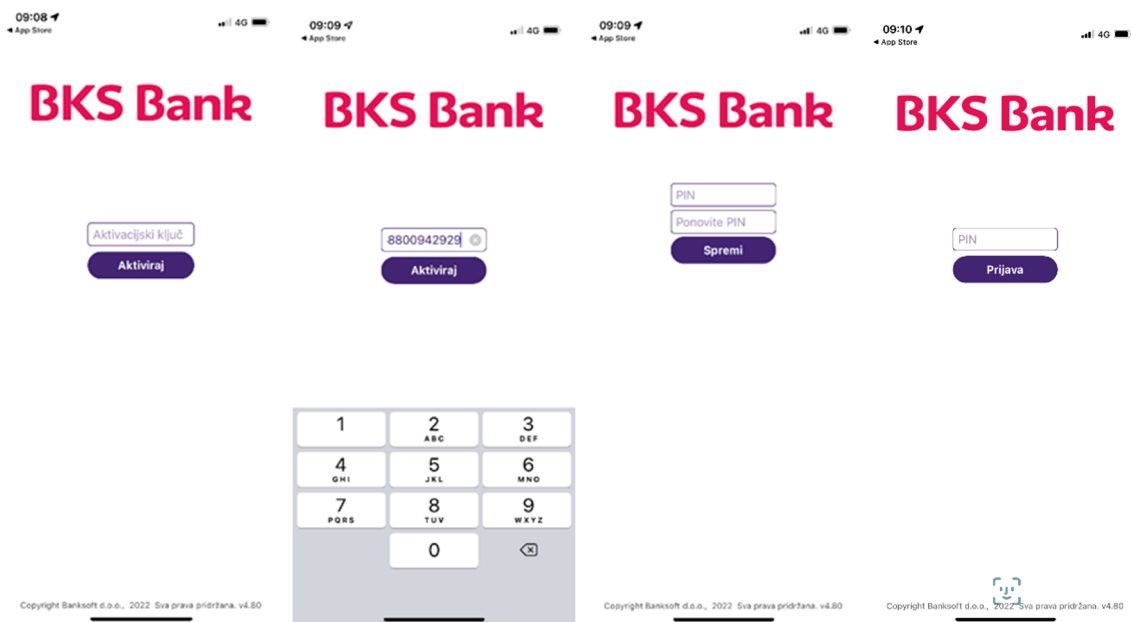 09:08
App Store
4G
BKS Bank
Aktivacijski ključ
Aktiviraj
Copyright Banksoft d.o.o., 2022 Sva prava pridržana. v4.80
09:09
App Store
4G
BKS Bank
8800942929
Aktiviraj
1
2
ABC
3
DEF
4
GHI
5
JKL
6
MNO
7
PQRS
8
TUV
9
WXYZ
0
09:09
App Store
4G
BKS Bank
PIN
Ponovite PIN
Spremi
Copyright Banksoft d.o.o., 2022 Sva prava pridržana. v4.80
09:10
App Store
4G
BKS Bank
PIN
Prijava
Copyright Banksoft d.o.o., 2022 Sva prava pridržana. v4.80